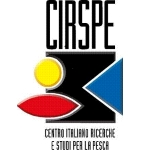 CIRSPE
CENTRO ITALIANO RICERCHE
E STUDI PER LA PESCA